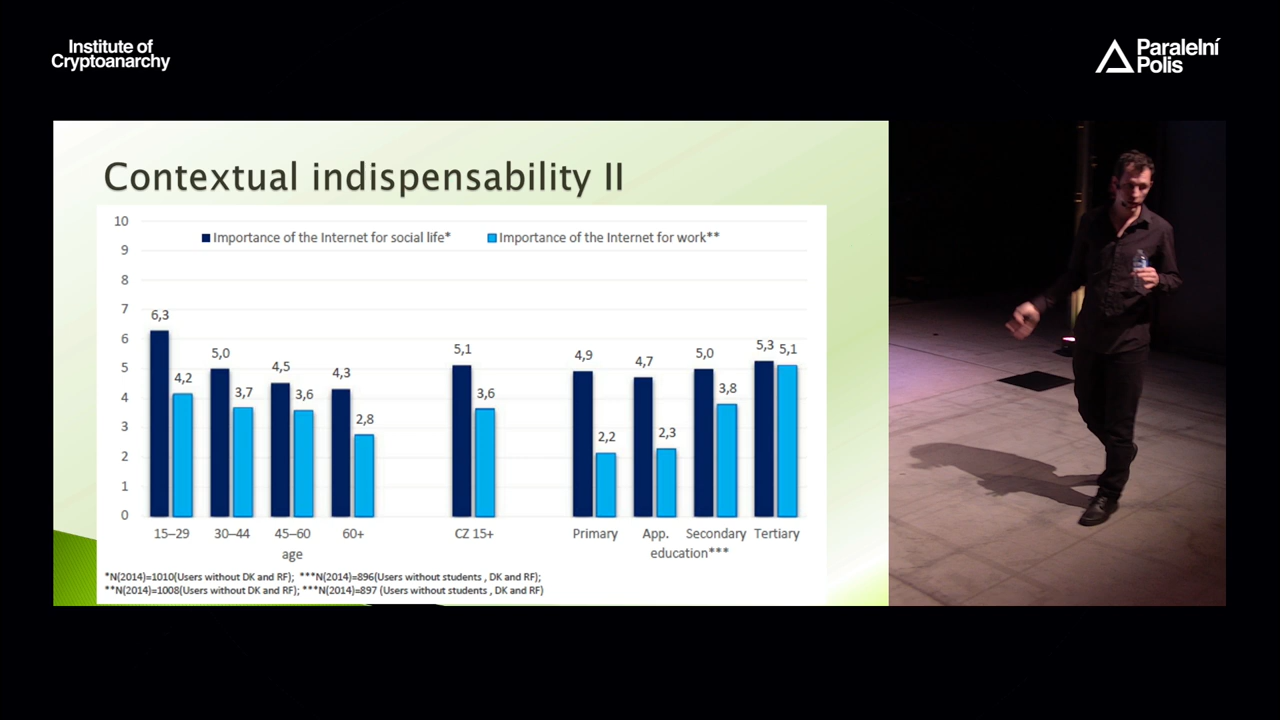 Institute of
Cryptoanarchy
Paralelní
Polis
Contextual indispensability II
10
9
8
7
6
5
4
3
2
1
0
Importance of the Internet for social life*
Importance of the Internet for work**
6,3
4,2
5,0
3,7
4,5
3,6
4,3
2,8
5,1
3,6
4,9
2,2
4,7
2,3
5,0
3,8
5,3
5,1
15–29
30–44
45–60
60+
CZ 15+
Primary
App.
Secondary
Tertiary
age
education***
*N(2014)=1010(Users without DK and RF); ***N(2014)=896(Users without students , DK and RF);
**N(2014)=1008(Users without DK and RF); ***N(2014)=897 (Users without students , DK and RF)